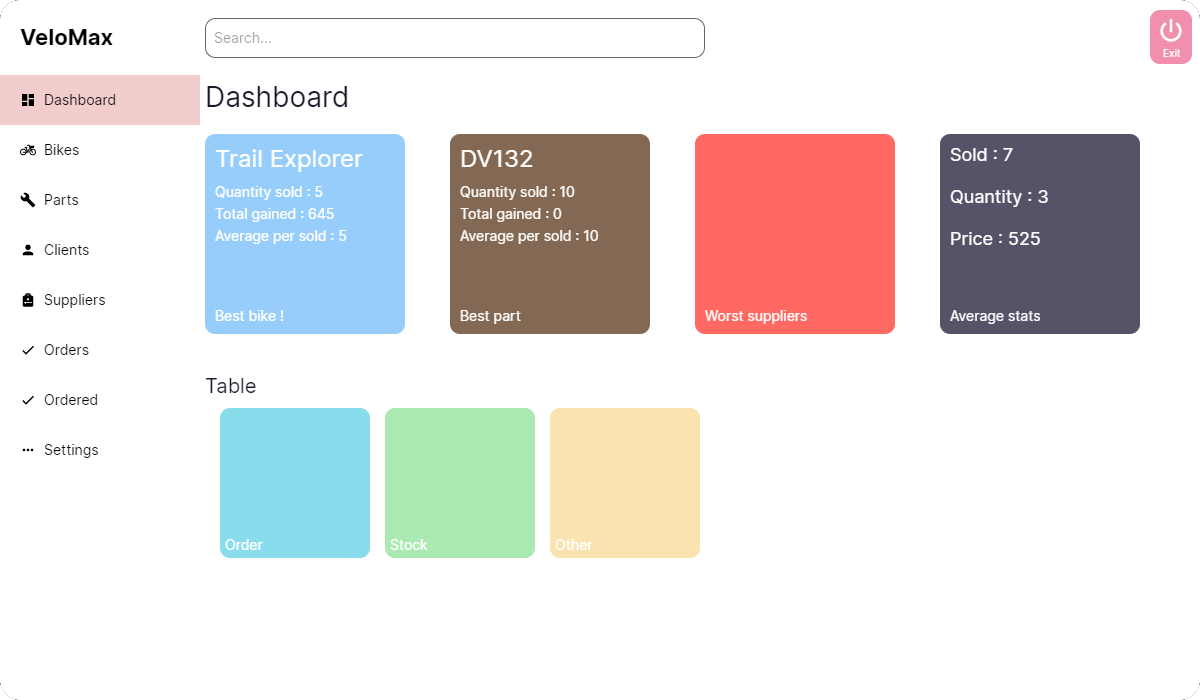 VeloMax
Search...
Exit
Dashboard
Bikes
Parts
Clients
Suppliers
Orders
Ordered
Settings
Dashboard
Trail Explorer
Quantity sold : 5
Total gained : 645
Average per sold : 5
Best bike !
DV132
Quantity sold : 10
Total gained : 0
Average per sold : 10
Best part
Worst suppliers
Sold : 7
Quantity : 3
Price : 525
Average stats
Table
Order
Stock
Other